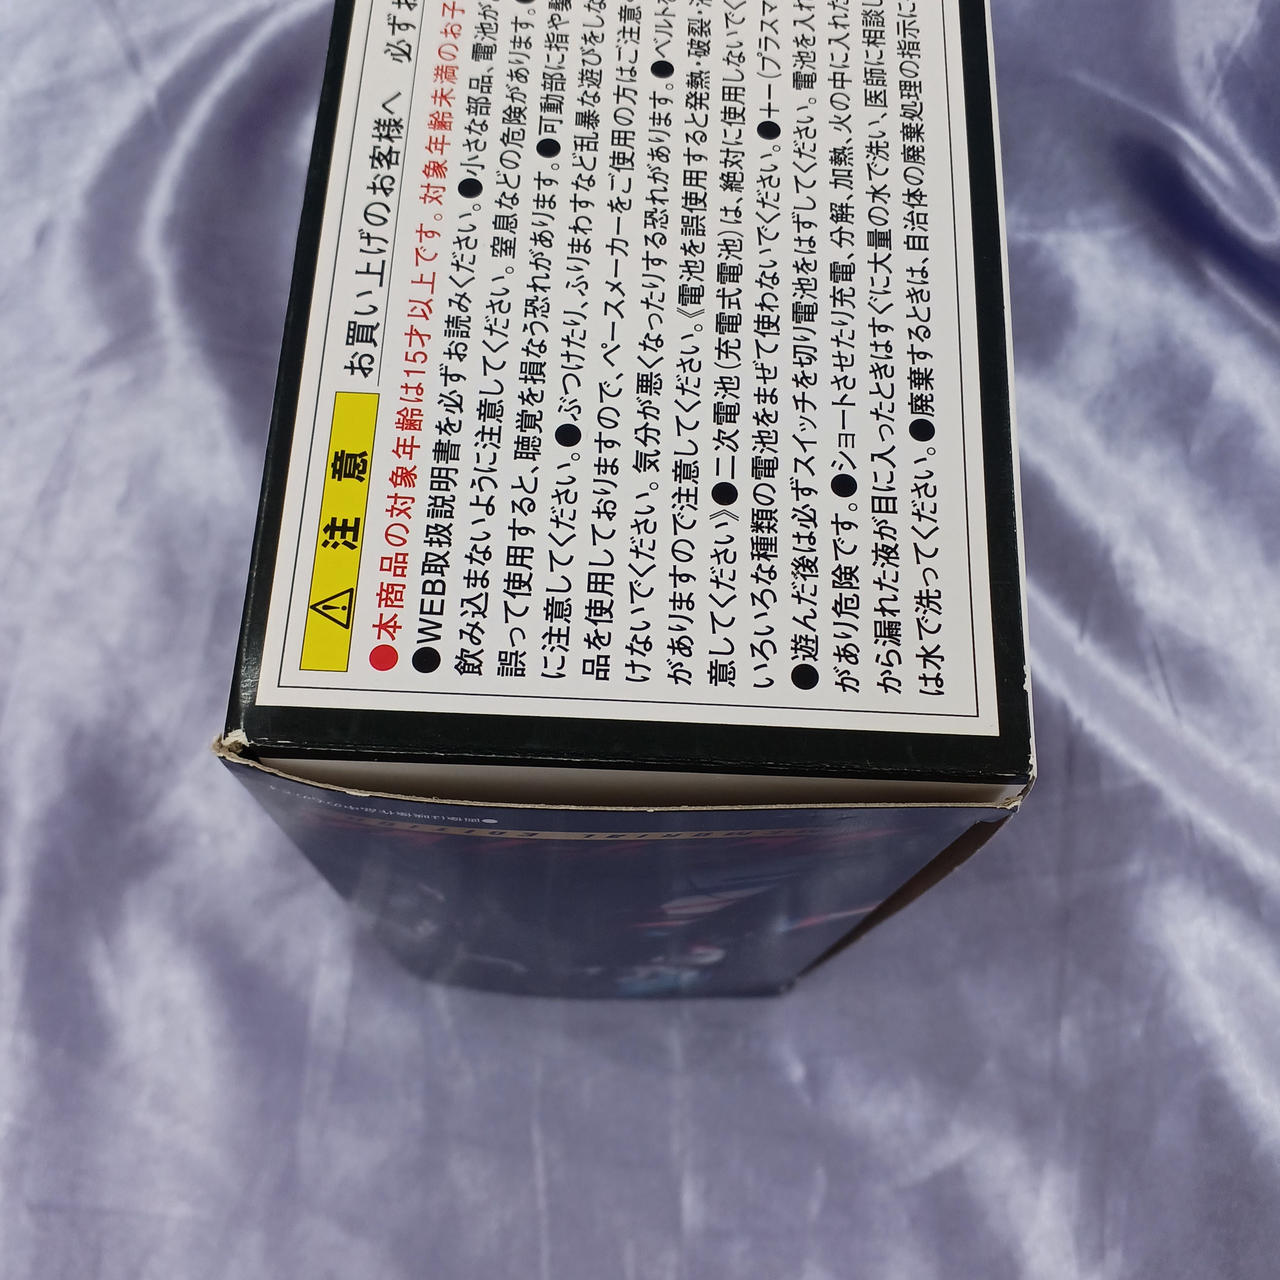 注意
お買い上げのお客様へ 必ずお
●本商品の対象年齢は15才以上です。対象年齢未満のお子
●WEB取扱説明書を必ずお読みください。●小さな部品、電池が
飲み込まないように注意してください。窒息などの危険があります。●
誤って使用すると、聴覚を損なう恐れがあります。●可動部に指や髪
に注意してください。●ぶつけたり、ふりまわすなど乱暴な遊びをしな
品を使用しておりますので、ペースメーカーをご使用の方はご注意く
けないでください。気分が悪くなったりする恐れがあります。●ベルトを
がありますので注意してください。《電池を誤使用すると発熱・破裂・液
意してください》●二次電池(充電式電池)は、絶対に使用しないでく
いろいろな種類の電池をまぜて使わないでください。●+-(プラスマ
●遊んだ後は必ずスイッチを切り電池をはずしてください。電池を入れ
があり危険です。●ショートさせたり充電、分解、加熱、火の中に入れた
から漏れた液が目に入ったときはすぐに大量の水で洗い、医師に相談し
は水で洗ってください。●廃棄するときは、自治体の廃棄処理の指示に
MEMORIAL EDITION